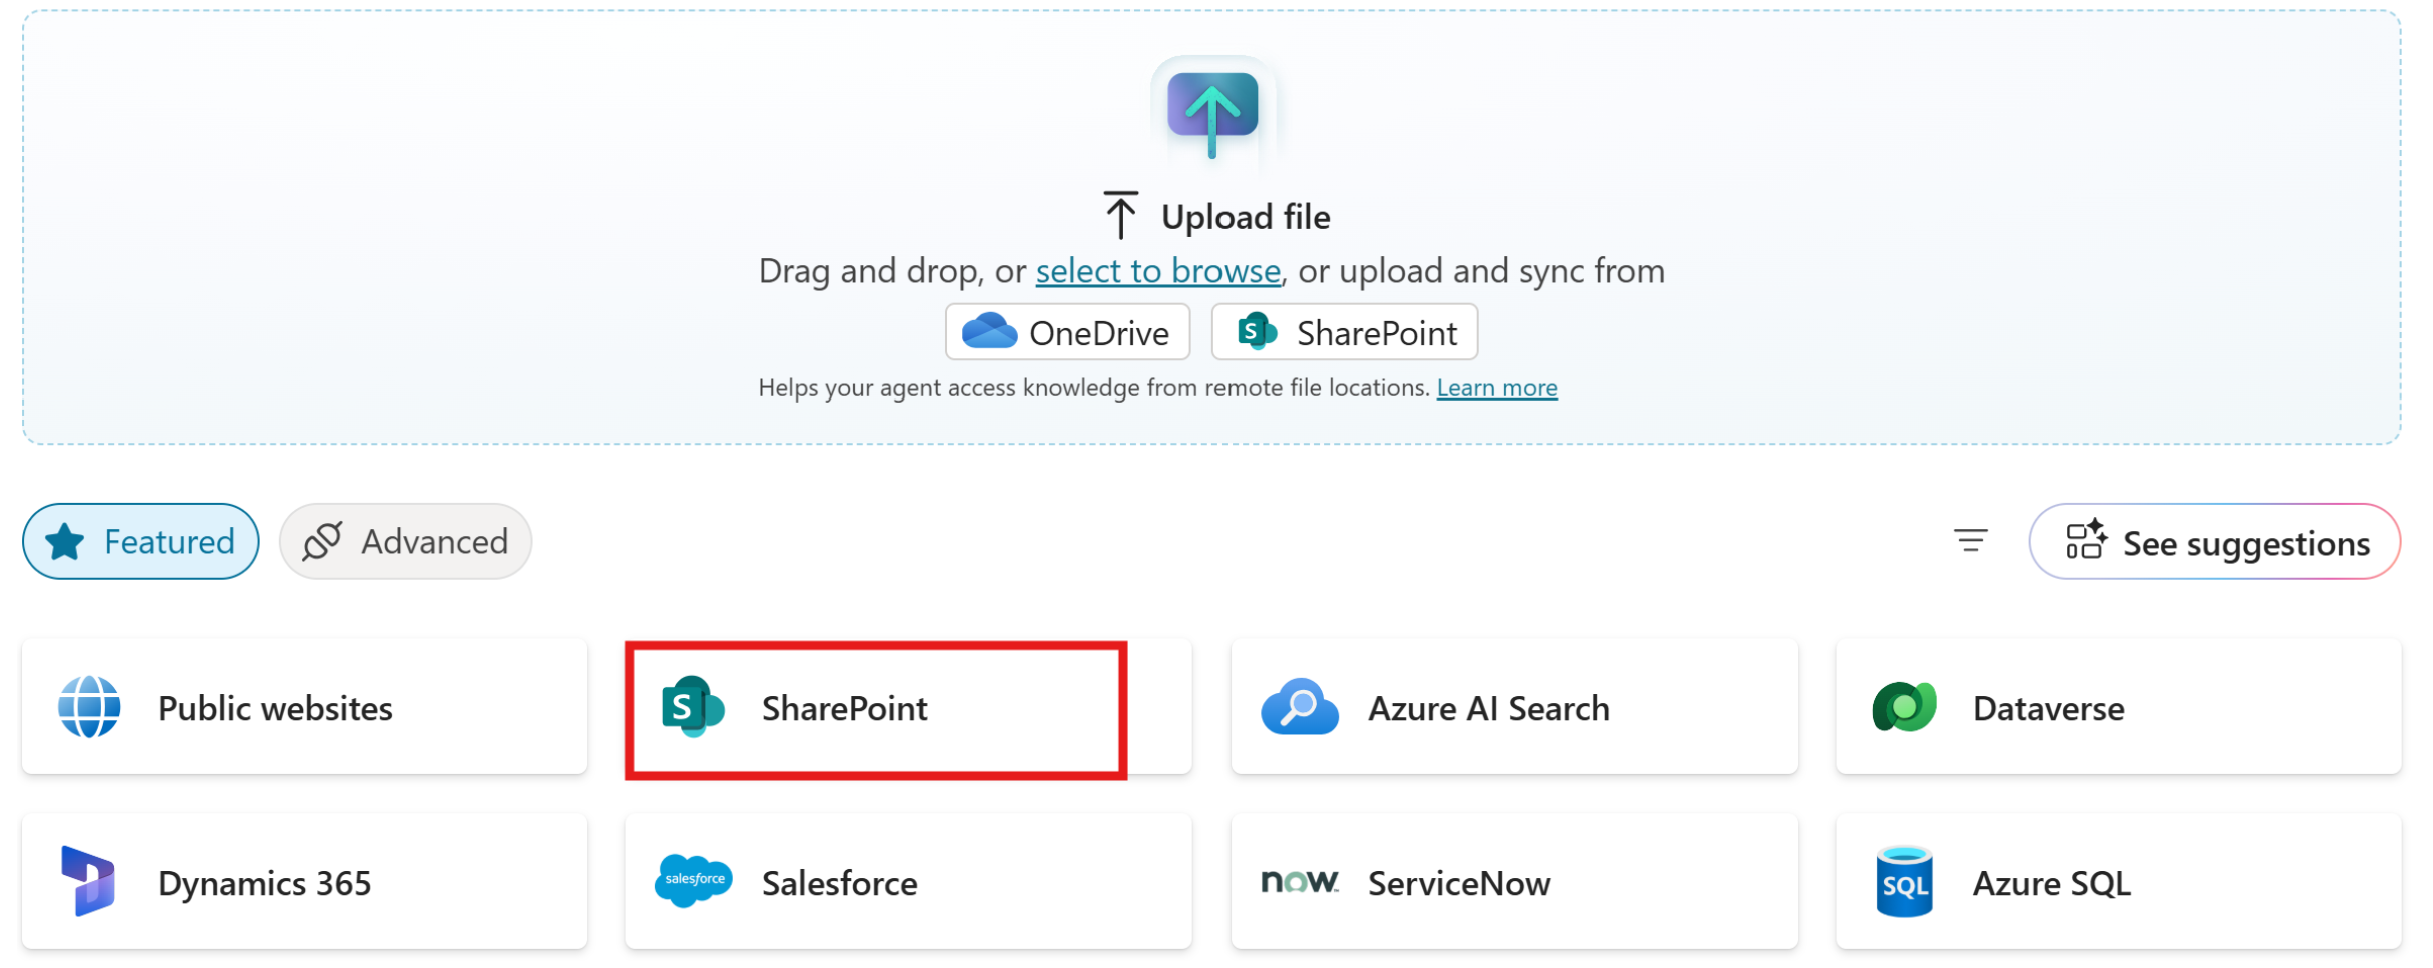 Upload file
Drag and drop, or select to browse, or upload and sync from
OneDrive
S SharePoint
Helps your agent access knowledge from remote file locations. Learn more
Featured
Advanced
See suggestions
Public websites
S SharePoint
Azure AI Search
Dataverse
Dynamics 365
salesforce Salesforce
now ServiceNow
SQL Azure SQL